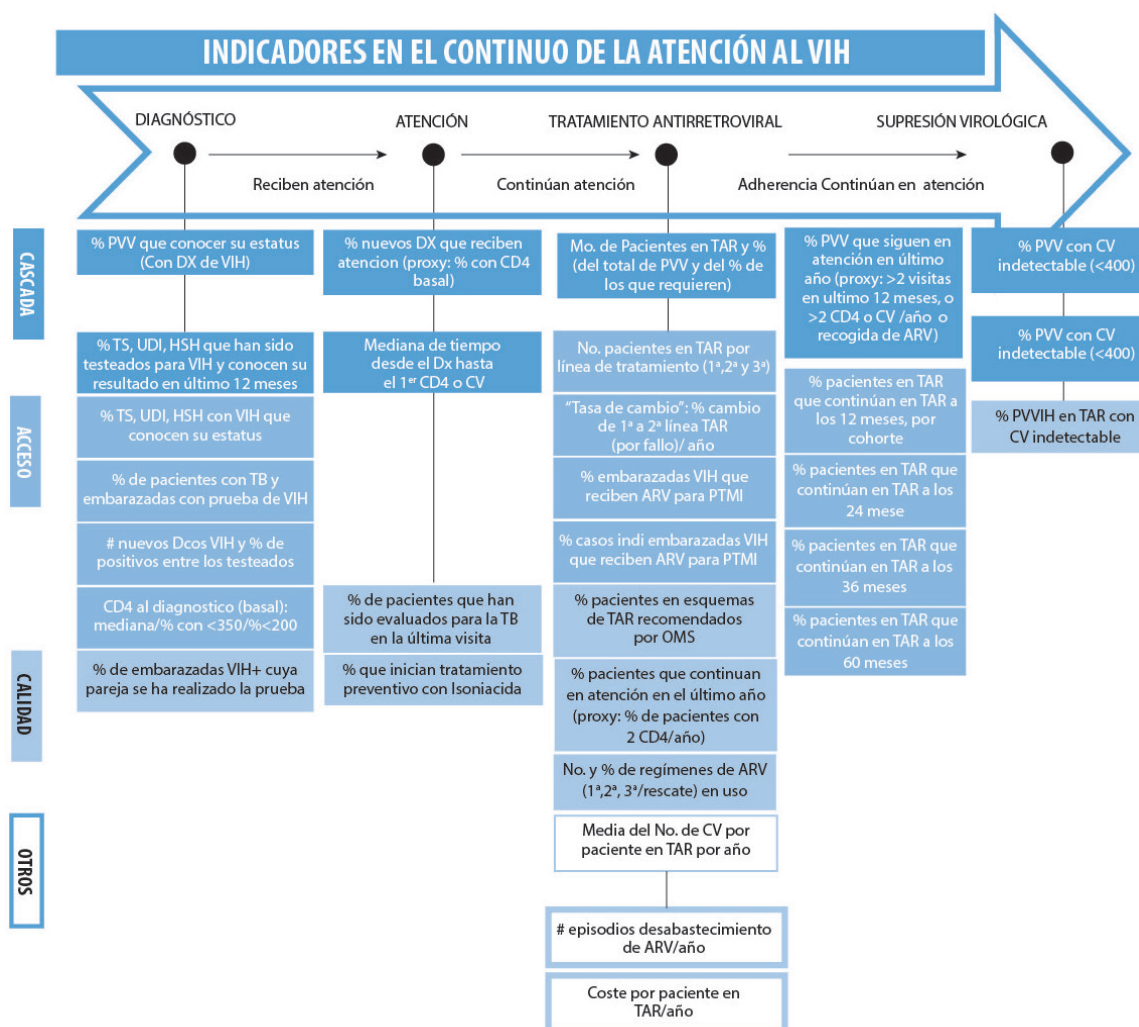 INDICADORES EN EL CONTINUO DE LA ATENCIÓN AL VIH
DIAGNÓSTICO
ATENCIÓN
TRATAMIENTO ANTIRRETROVIRAL
SUPRESIÓN VIROLÓGICA
Reciben atención
Continúan atención
Adherencia Continúan en atención
CASCADA
% PVV que conocer su estatus
(Con DX de VIH)
% TS, UDI, HSH que han sido
testeados para VIH y conocen su
resultado en último 12 meses
% nuevos DX que reciben
atencion (proxy: % con CD4
basal)
Mediana de tiempo
desde el Dx hasta
el 1er CD4 o CV
Mo. de Pacientes en TAR y %
(del total de PVV y del % de
los que requieren)
% PVV que siguen en
atención en último
año (proxy: >2 visitas
en ultimo 12 meses, o
>2 CD4 o CV /año o
recogida de ARV)
% PVV con CV
indetectable (<400)
% PVV con CV
indetectable (<400)
ACCESO
% TS, UDI, HSH con VIH que
conocen su estatus
% de pacientes con TB y
embarazadas con prueba de VIH
# nuevos Dcos VIH y % de
positivos entre los testeados
CD4 al diagnostico (basal):
mediana/% con <350/%<200
No. pacientes en TAR por
línea de tratamiento (1ª,2ª y 3ª)
"Tasa de cambio": % cambio
de 1ª a 2ª línea TAR
(por fallo)/ año
% embarazadas VIH que
reciben ARV para PTMI
% casos indi embarazadas VIH
que reciben ARV para PTMI
% pacientes en TAR
que continúan en TAR a
los 12 meses, por
cohorte
% pacientes en TAR que
continúan en TAR a los
24 mese
% pacientes en TAR que
continúan en TAR a los
36 meses
% pacientes en TAR que
continúan en TAR a los
60 meses
% PVVIH en TAR con
CV indetectable
CALIDAD
% de embarazadas VIH+ cuya
pareja se ha realizado la prueba
% de pacientes que han
sido evaluados para la TB
en la última visita
% que inician tratamiento
preventivo con Isoniacida
% pacientes en esquemas
de TAR recomendados
por OMS
% pacientes que continuan
en atención en el último año
(proxy: % de pacientes con
2 CD4/año)
No. y % de regímenes de ARV
(1ª,2ª, 3ª/rescate) en uso
OTROS
Media del No. de CV por
paciente en TAR por año
# episodios desabastecimiento
de ARV/año
Coste por paciente en
TAR/año